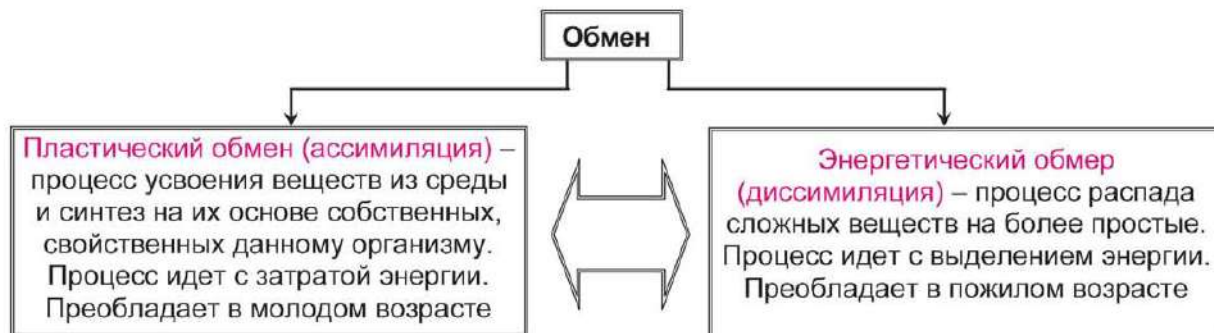 Обмен
Пластический обмен (ассимиляция) –
процесс усвоения веществ из среды
и синтез на их основе собственных,
свойственных данному организму.
Процесс идет с затратой энергии.
Преобладает в молодом возрасте
Энергетический обмер
(диссимиляция) – процесс распада
сложных веществ на более простые.
Процесс идет с выделением энергии.
Преобладает в пожилом возрасте